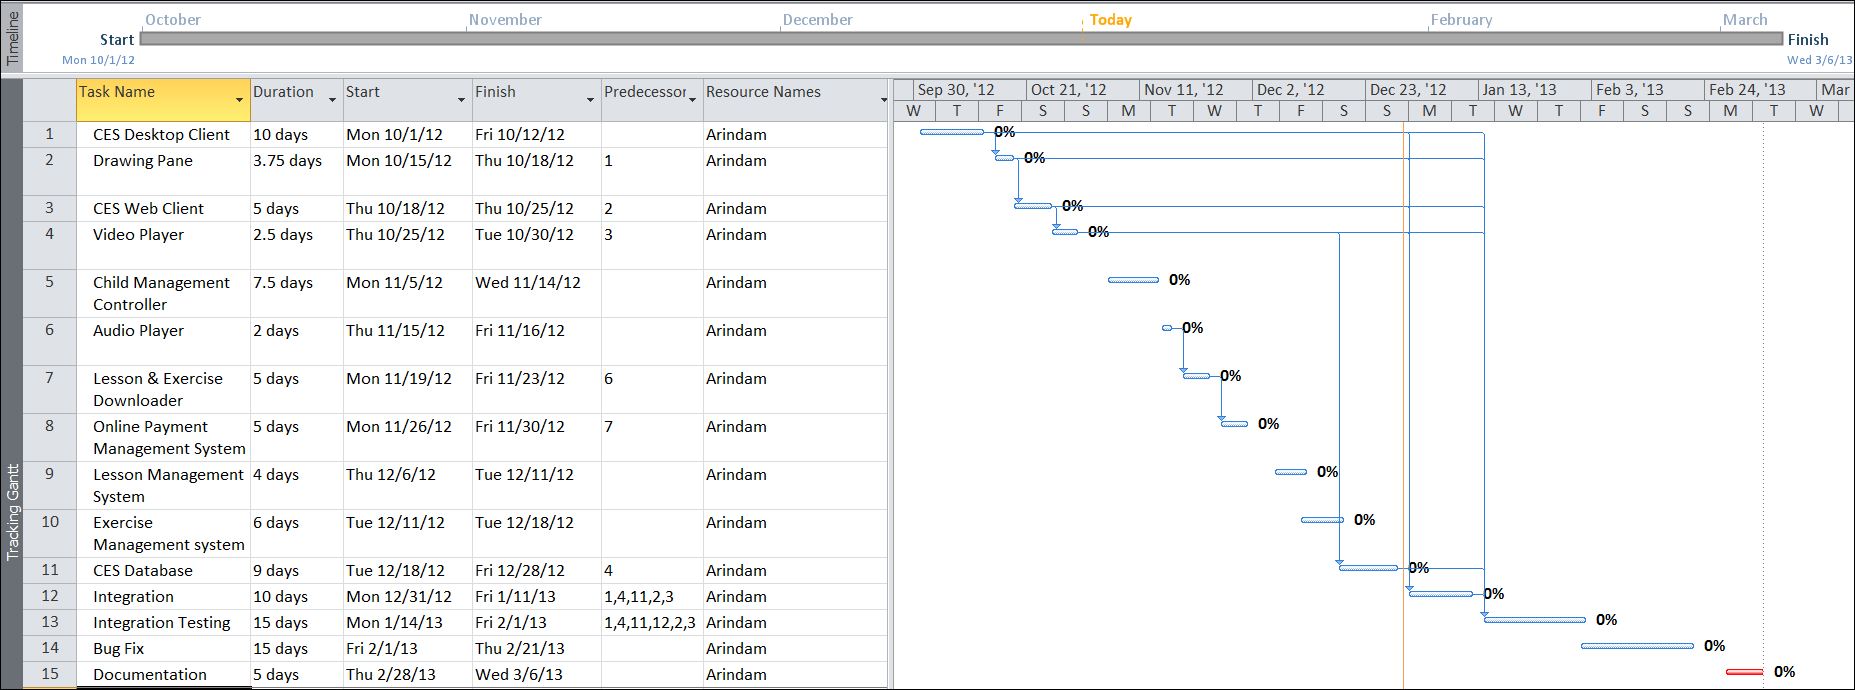 Timeline
October November December Today February March
Start Finish
Mon 10/1/12 Wed 3/6/13
Tracking Gantt
Task Name Duration Start Finish Predecessor Resource Names
Sep 30, '12 Oct 21, '12 Nov 11, '12 Dec 2, '12 Dec 23, '12 Jan 13, '13 Feb 3, '13 Feb 24, '13 Mar
W T F S S M T W T F S S M T W T F S S M T W
1 CES Desktop Client 10 days Mon 10/1/12 Fri 10/12/12 Arindam 0%
2 Drawing Pane 3.75 days Mon 10/15/12 Thu 10/18/12 1 Arindam 0%
3 CES Web Client 5 days Thu 10/18/12 Thu 10/25/12 2 Arindam 0%
4 Video Player 2.5 days Thu 10/25/12 Tue 10/30/12 3 Arindam 0%
5 Child Management 7.5 days Mon 11/5/12 Wed 11/14/12 Arindam 0%
Controller
6 Audio Player 2 days Thu 11/15/12 Fri 11/16/12 Arindam 0%
7 Lesson & Exercise 5 days Mon 11/19/12 Fri 11/23/12 6 Arindam 0%
Downloader
8 Online Payment 5 days Mon 11/26/12 Fri 11/30/12 7 Arindam 0%
Management System
9 Lesson Management 4 days Thu 12/6/12 Tue 12/11/12 Arindam 0%
System
10 Exercise 6 days Tue 12/11/12 Tue 12/18/12 Arindam 0%
Management system
11 CES Database 9 days Tue 12/18/12 Fri 12/28/12 4 Arindam 0%
12 Integration 10 days Mon 12/31/12 Fri 1/11/13 1,4,11,2,3 Arindam 0%
13 Integration Testing 15 days Mon 1/14/13 Fri 2/1/13 1,4,11,12,2,3 Arindam 0%
14 Bug Fix 15 days Fri 2/1/13 Thu 2/21/13 Arindam 0%
15 Documentation 5 days Thu 2/28/13 Wed 3/6/13 Arindam 0%